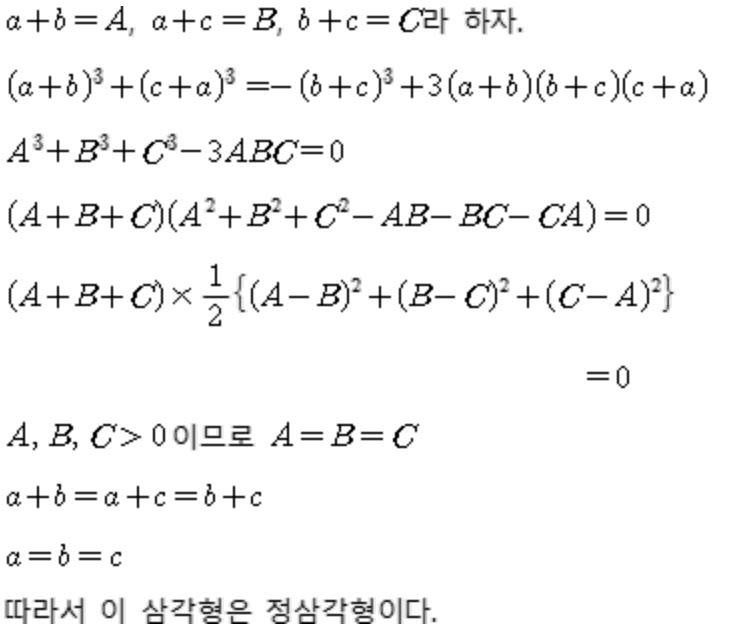 a+b=A, a+c=B, b+c=C라 하자.
(a+b)³+(c+a)³=-(b+c)³+3(a+b)(b+c)(c+a)
A³+B³+C³-3ABC=0
(A+B+C)(A²+B²+C²-AB-BC-CA)=0
(A+B+C)×1/2{(A-B)²+(B-C)²+(C-A)²}
=0
A, B, C>0이므로 A=B=C
a+b=a+c=b+c
a=b=c
따라서 이 삼각형은 정삼각형이다.